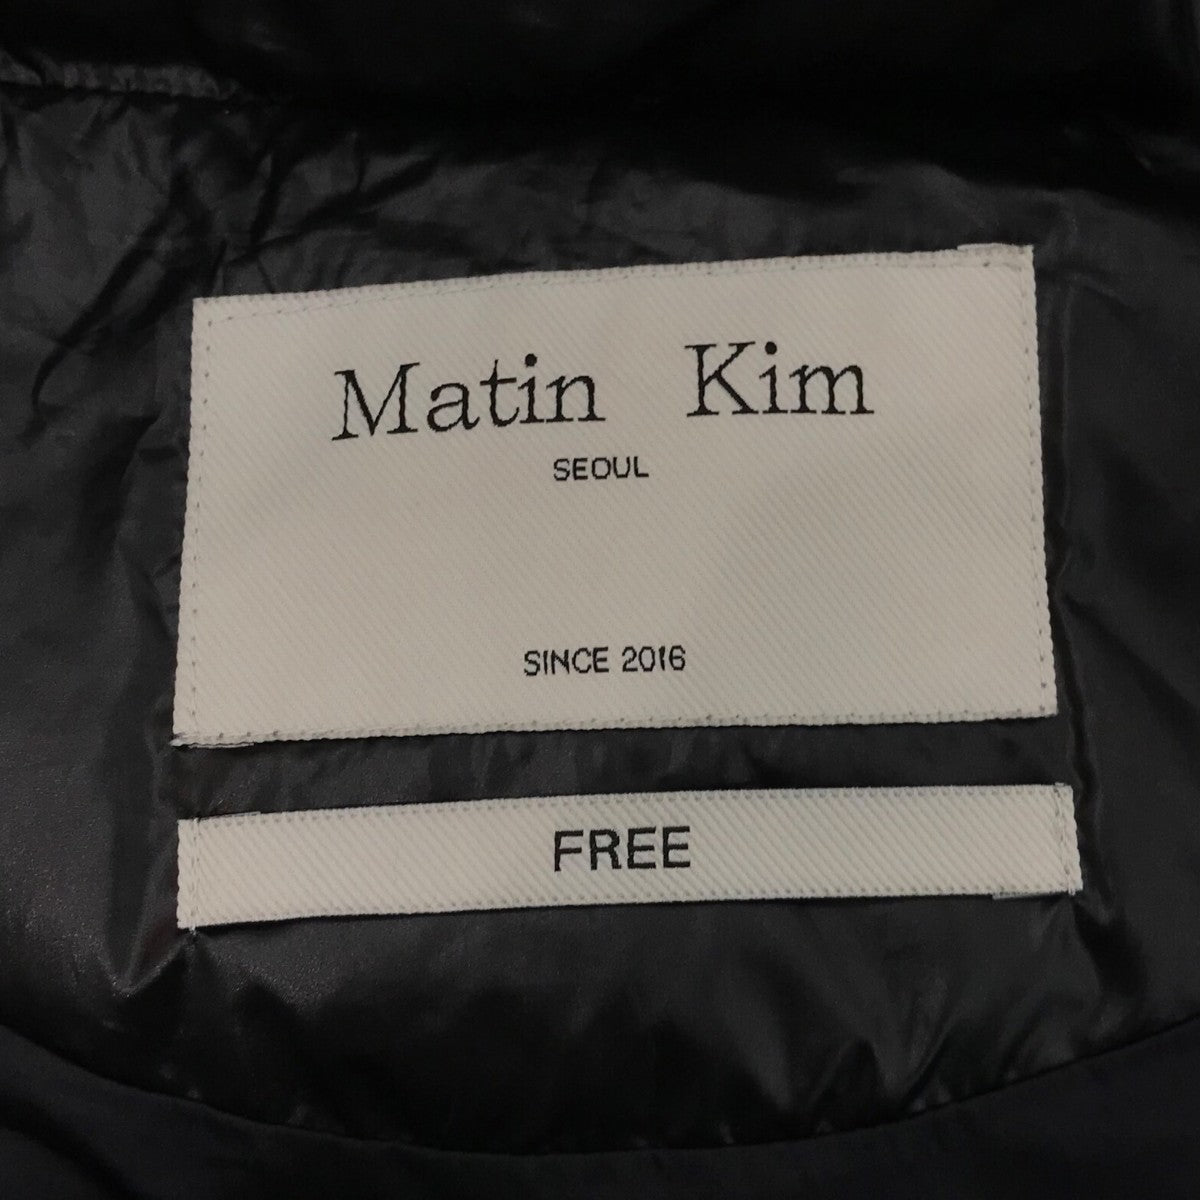 Matin Kim
SEOUL
SINCE 2016
FREE